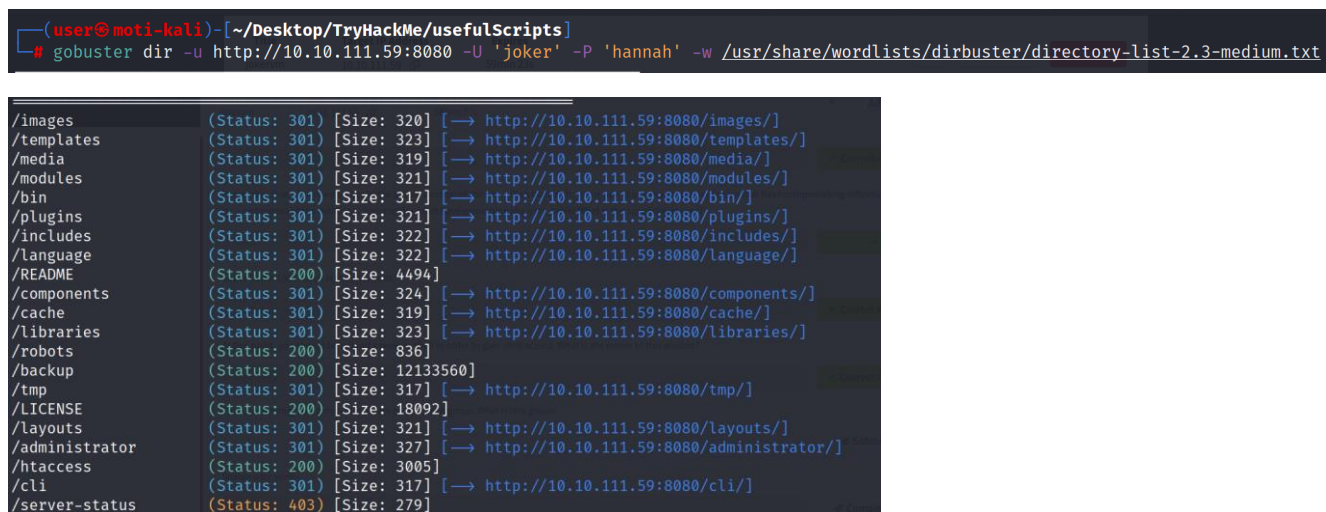 (user㉿moti-kali)-[~/Desktop/TryHackMe/usefulScripts]
# gobuster dir -u http://10.10.111.59:8080 -U 'joker' -P 'hannah' -w /usr/share/wordlists/dirbuster/directory-list-2.3-medium.txt
/images (Status: 301) [Size: 320] [--> http://10.10.111.59:8080/images/]
/templates (Status: 301) [Size: 323] [--> http://10.10.111.59:8080/templates/]
/media (Status: 301) [Size: 319] [--> http://10.10.111.59:8080/media/]
/modules (Status: 301) [Size: 321] [--> http://10.10.111.59:8080/modules/]
/bin (Status: 301) [Size: 317] [--> http://10.10.111.59:8080/bin/]
/plugins (Status: 301) [Size: 321] [--> http://10.10.111.59:8080/plugins/]
/includes (Status: 301) [Size: 322] [--> http://10.10.111.59:8080/includes/]
/language (Status: 301) [Size: 322] [--> http://10.10.111.59:8080/language/]
/README (Status: 200) [Size: 4494]
/components (Status: 301) [Size: 324] [--> http://10.10.111.59:8080/components/]
/cache (Status: 301) [Size: 319] [--> http://10.10.111.59:8080/cache/]
/libraries (Status: 301) [Size: 323] [--> http://10.10.111.59:8080/libraries/]
/robots (Status: 200) [Size: 836]
/backup (Status: 200) [Size: 12133560]
/tmp (Status: 301) [Size: 317] [--> http://10.10.111.59:8080/tmp/]
/LICENSE (Status: 200) [Size: 18092]
/layouts (Status: 301) [Size: 321] [--> http://10.10.111.59:8080/layouts/]
/administrator (Status: 301) [Size: 327] [--> http://10.10.111.59:8080/administrator/]
/htaccess (Status: 200) [Size: 3005]
/cli (Status: 301) [Size: 317] [--> http://10.10.111.59:8080/cli/]
/server-status (Status: 403) [Size: 279]